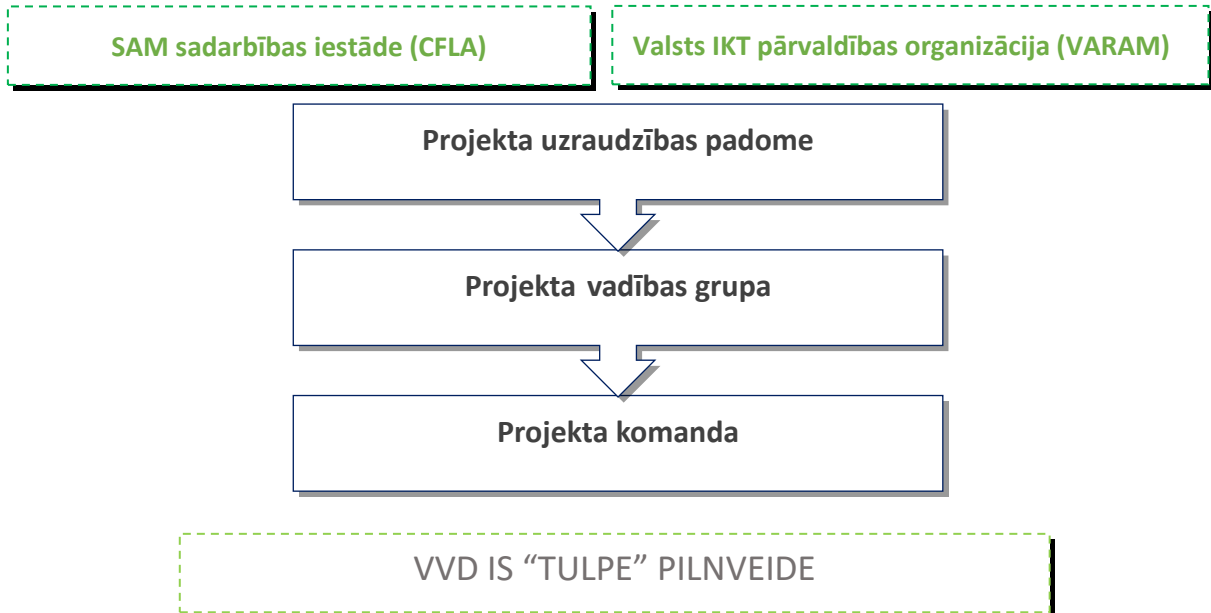 SAM sadarbības iestāde (CFLA)
Valsts IKT pārvaldības organizācija (VARAM)
Projekta uzraudzības padome
Projekta vadības grupa
Projekta komanda
VVD IS “TULPE” PILNVEIDE